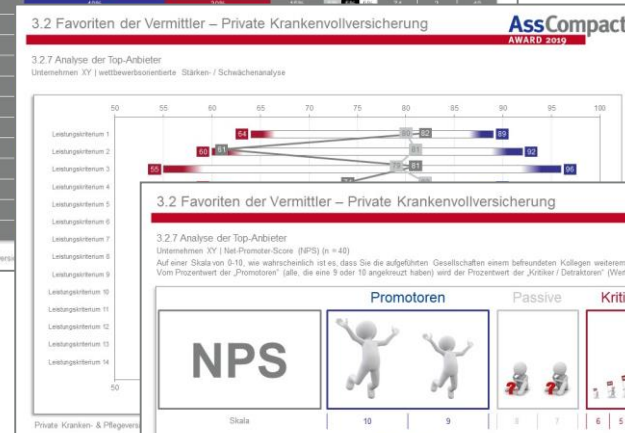 3.2 Favoriten der Vermittler – Private Krankenvollversicherung
AssCompact
AWARD 2019
3.2.7 Analyse der Top-Anbieter
Unternehmen XY | wettbewerbsorientierte Stärken- / Schwächenanalyse
50 55 60 65 70 75 80 85 90 95 100
Leistungskriterium 1 64 80 82 89
Leistungskriterium 2 60 61 81 92
Leistungskriterium 3 55 79 81 96
Leistungskriterium 4
Leistungskriterium 5
Leistungskriterium 6
Leistungskriterium 7
Leistungskriterium 8
Leistungskriterium 9
Leistungskriterium 10
Leistungskriterium 11
Leistungskriterium 12
Leistungskriterium 13
Leistungskriterium 14
50
Private Kranken- & Pflegevers
3.2 Favoriten der Vermittler – Private Krankenvollversicherung
3.2.7 Analyse der Top-Anbieter
Unternehmen XY | Net-Promoter-Score (NPS) (n = 40)
Auf einer Skala von 0-10, wie wahrscheinlich ist es, dass Sie die aufgeführten Gesellschaften einem befreundeten Kollegen weiterem
Vom Prozentwert der „Promotoren“ (alle, die eine 9 oder 10 angekreuzt haben) wird der Prozentwert der „Kritiker / Detraktoren“ (Wert
Promotoren Passive Kriti
NPS
Skala 10 9 7 6 5